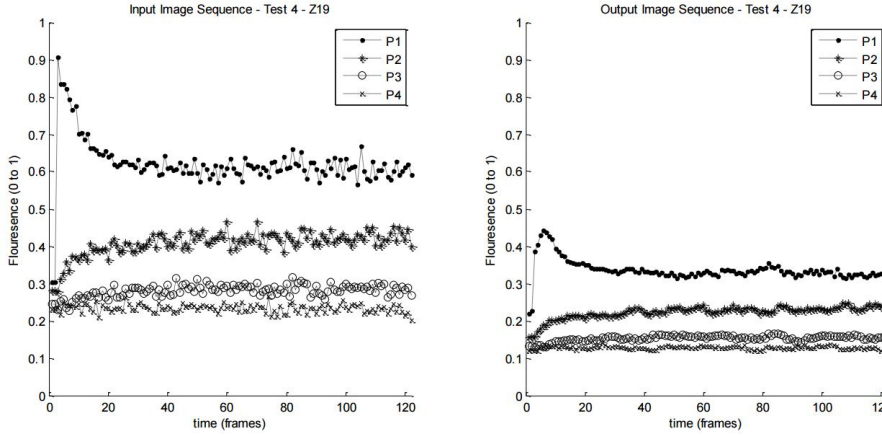 Input Image Sequence - Test 4 - Z19
Flouresence (0 to 1)
1
0.9
0.8
0.7
0.6
0.5
0.4
0.3
0.2
0.1
0
0
20
40
60
80
100
120
time (frames)
P1
P2
P3
P4
Output Image Sequence - Test 4 - Z19
Flouresence (0 to 1)
1
0.9
0.8
0.7
0.6
0.5
0.4
0.3
0.2
0.1
0
0
20
40
60
80
100
120
time (frames)
P1
P2
P3
P4